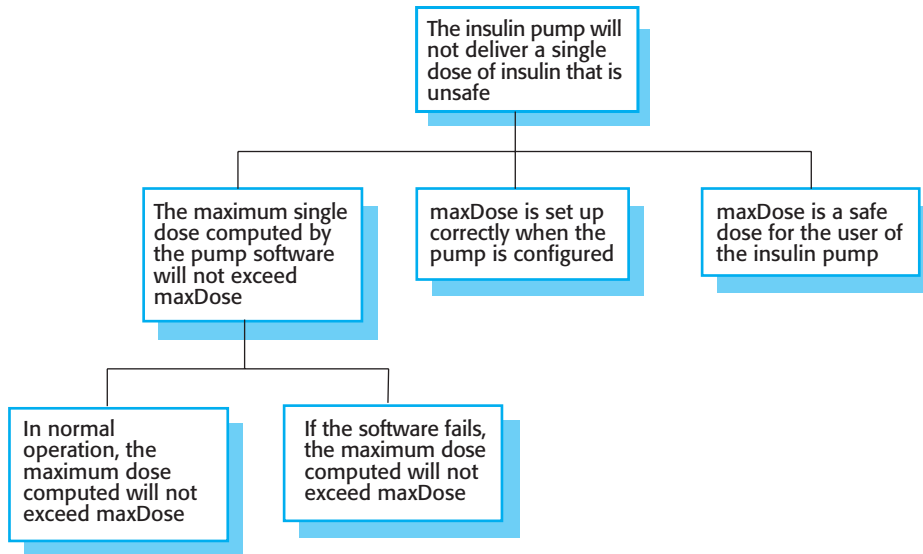 The insulin pump will
not deliver a single
dose of insulin that is
unsafe
The maximum single
dose computed by
the pump software
will not exceed
maxDose
maxDose is set up
correctly when the
pump is configured
maxDose is a safe
dose for the user of
the insulin pump
In normal
operation, the
maximum dose
computed will not
exceed maxDose
If the software fails,
the maximum dose
computed will not
exceed maxDose